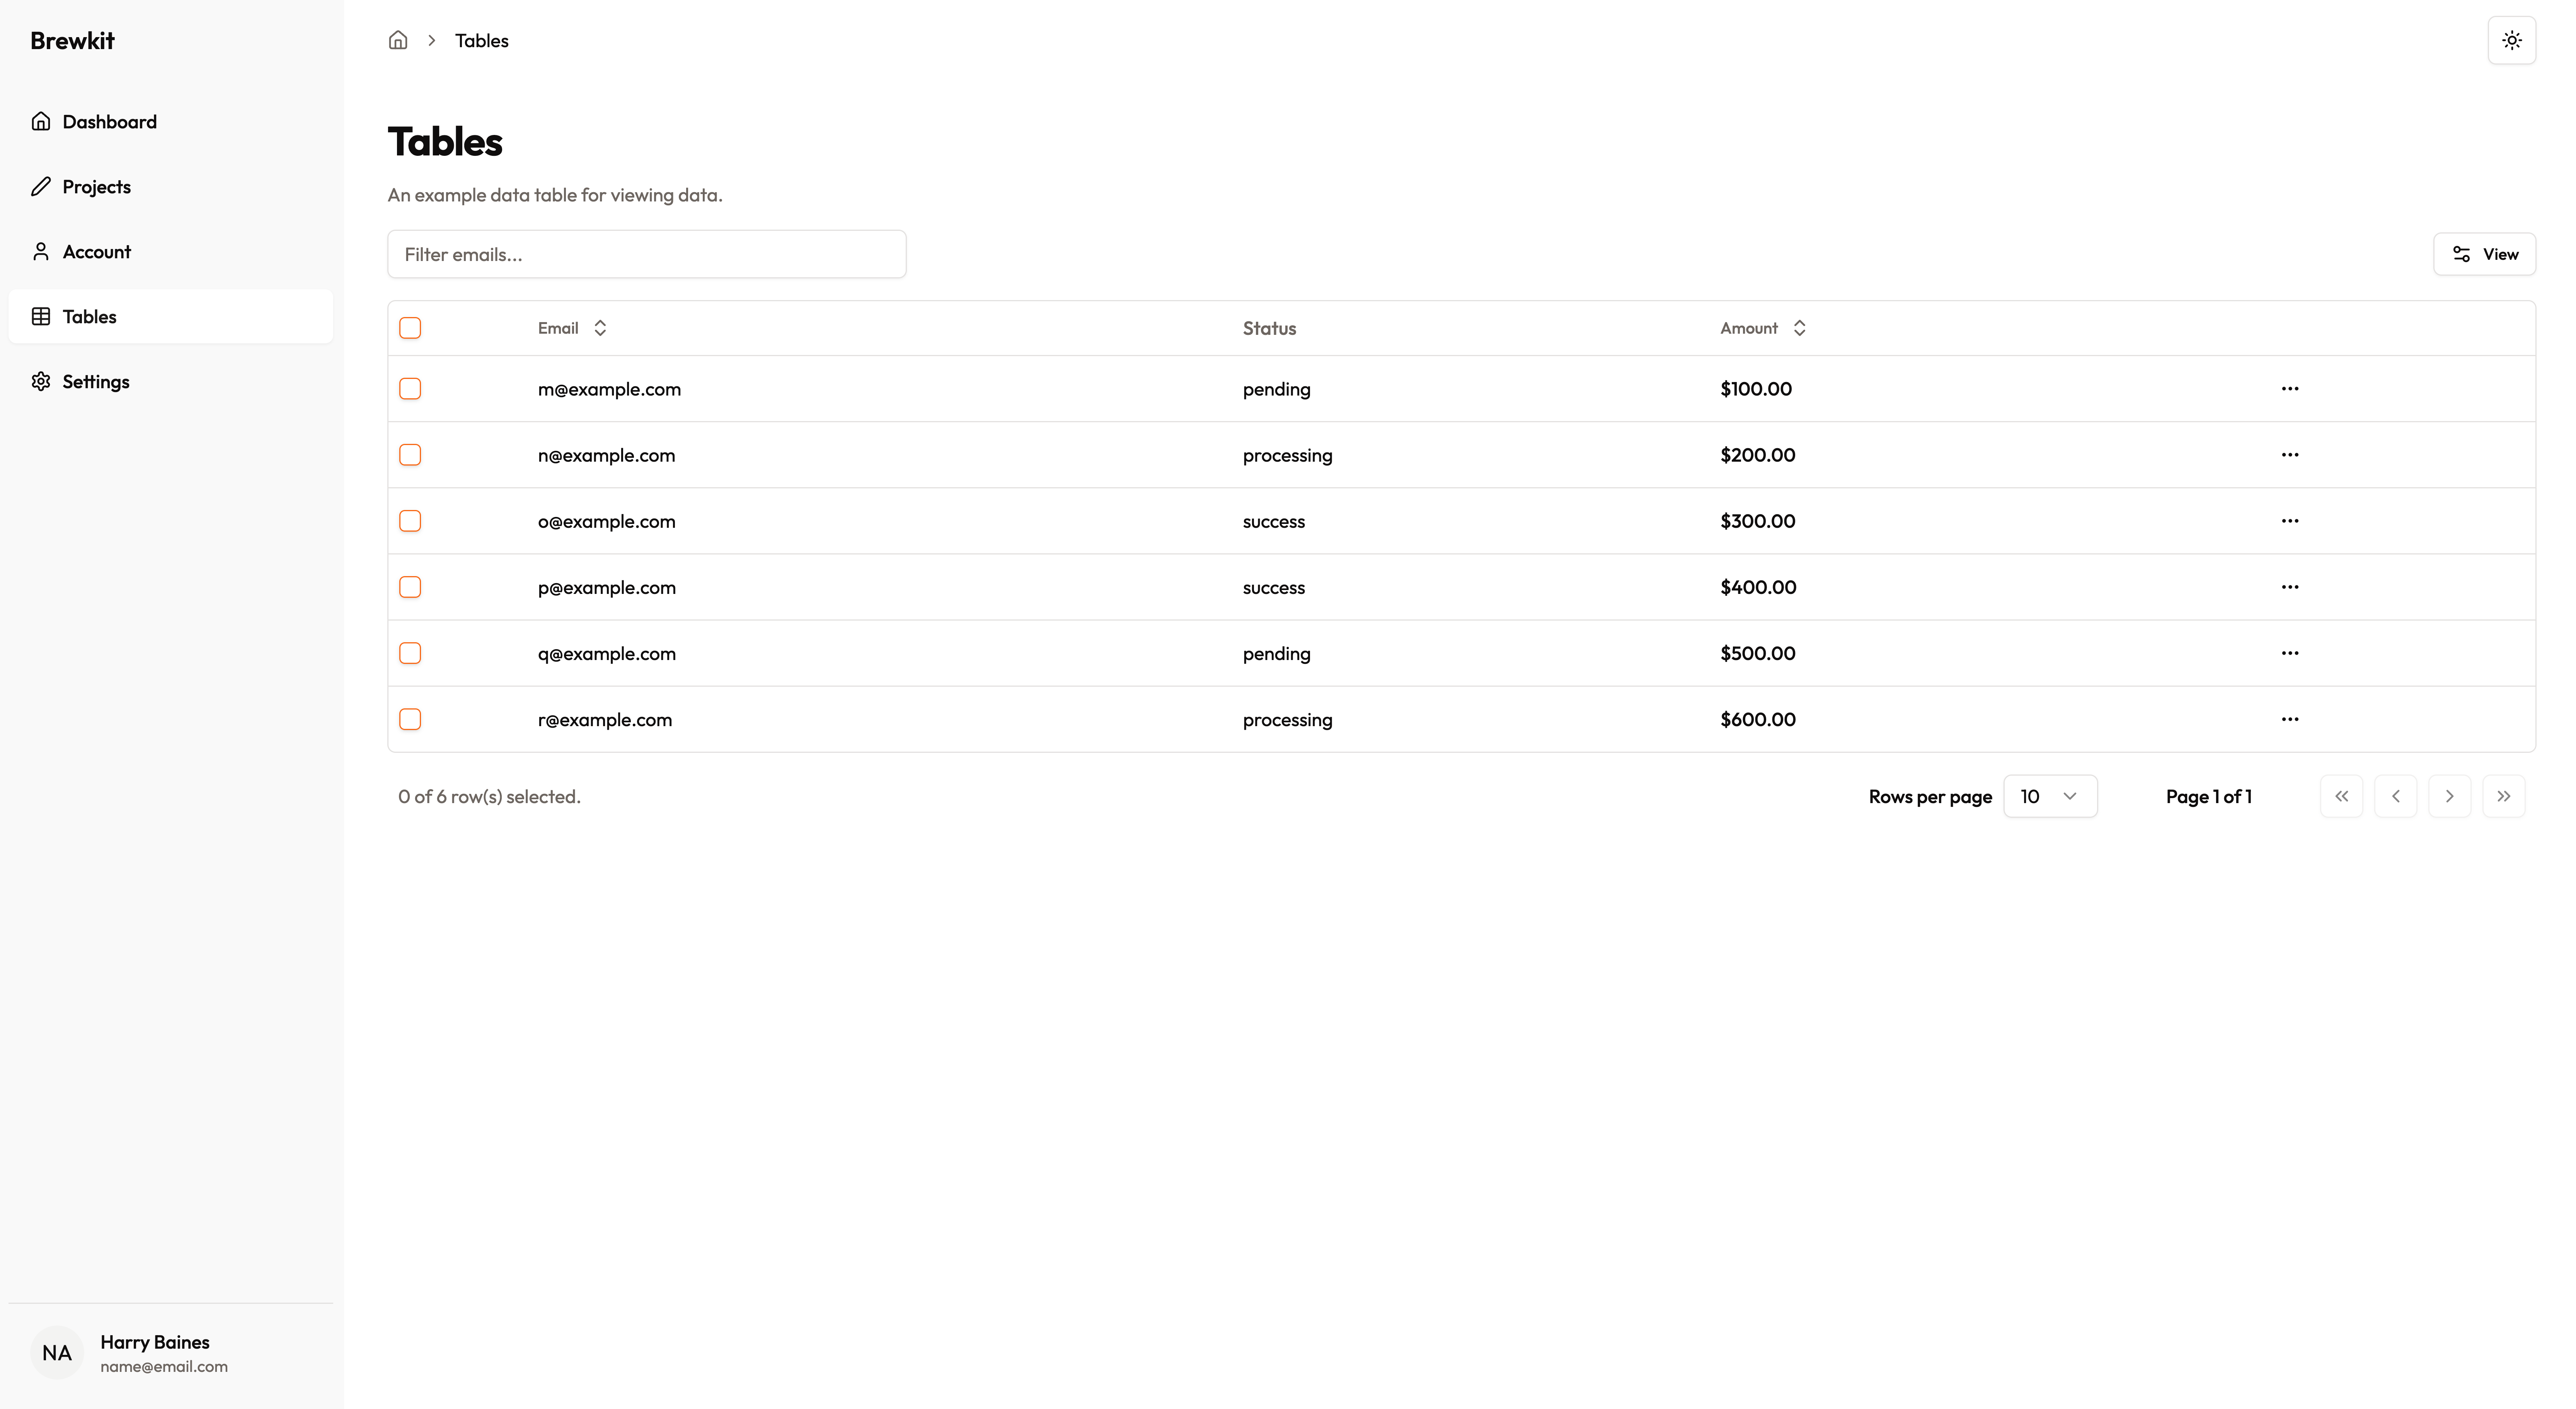 Brewkit
Dashboard
Projects
Account
Tables
Settings
Harry Baines
NA
name@email.com
Tables
Tables
An example data table for viewing data.
Filter emails...
View
Email Status Amount
m@example.com pending $100.00
n@example.com processing $200.00
o@example.com success $300.00
p@example.com success $400.00
q@example.com pending $500.00
r@example.com processing $600.00
0 of 6 row(s) selected. Rows per page 10 Page 1 of 1